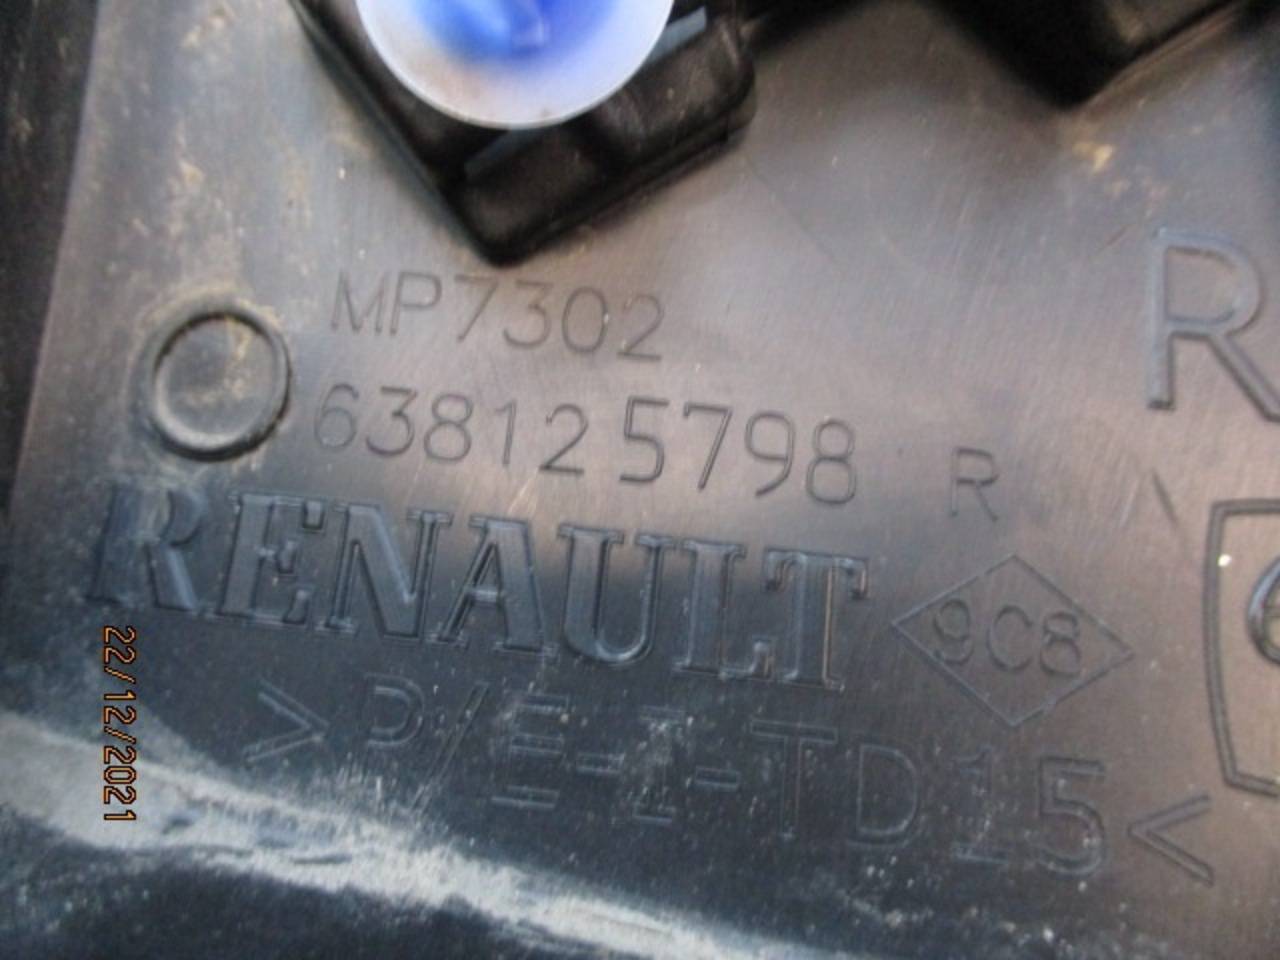 MP7302
638125798 R
R
RENAULT 9C8
>P/E-I-TD15<
22/12/2021